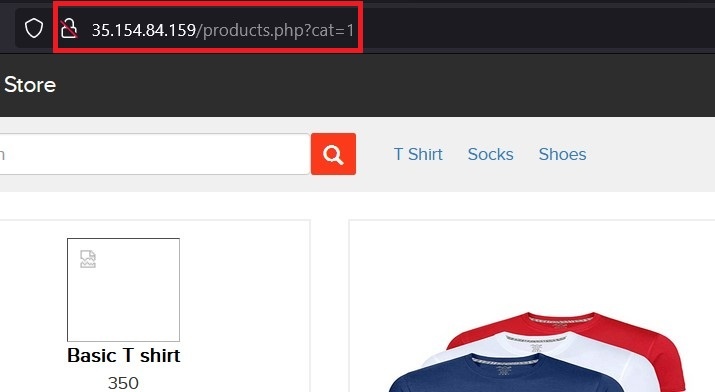 35.154.84.159/products.php?cat=1
Store
T Shirt Socks Shoes
Basic T shirt
350